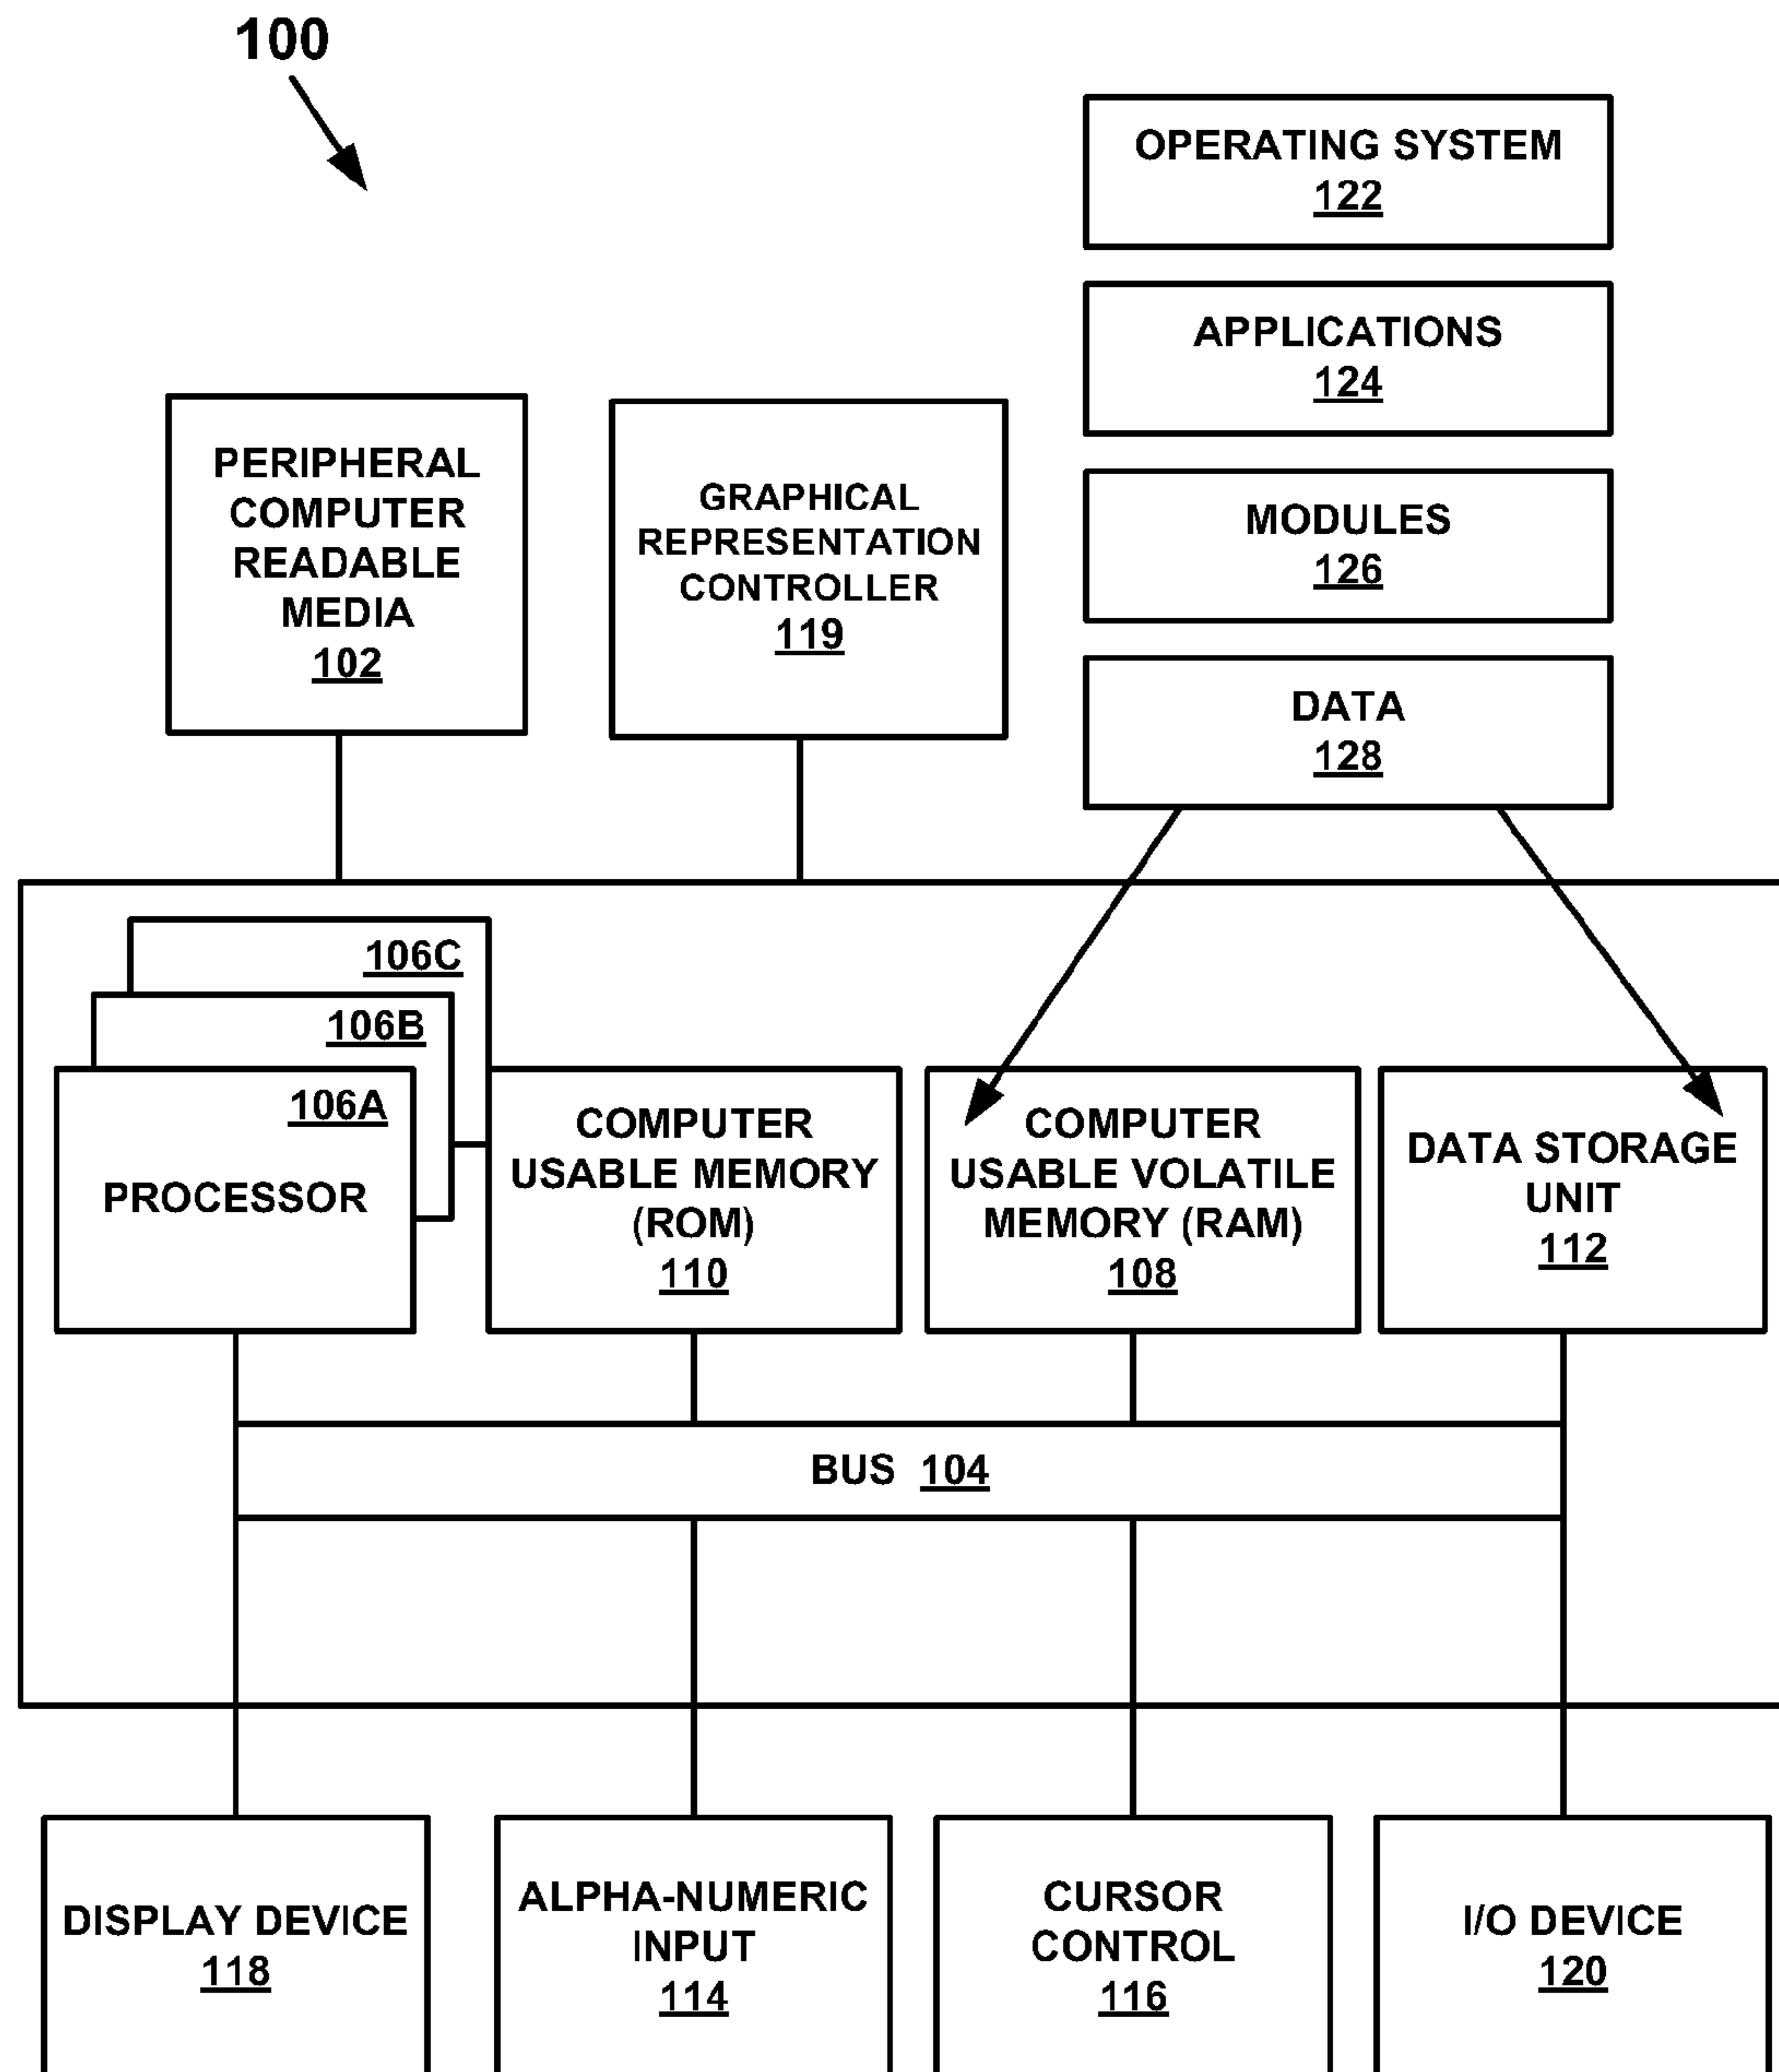 100
OPERATING SYSTEM
122
APPLICATIONS
124
MODULES
126
DATA
128
PERIPHERAL
COMPUTER
READABLE
MEDIA
102
GRAPHICAL
REPRESENTATION
CONTROLLER
119
106C
106B
106A
PROCESSOR
COMPUTER
USABLE MEMORY
(ROM)
110
COMPUTER
USABLE VOLATILE
MEMORY (RAM)
108
DATA STORAGE
UNIT
112
BUS 104
DISPLAY DEVICE
118
ALPHA-NUMERIC
INPUT
114
CURSOR
CONTROL
116
I/O DEVICE
120